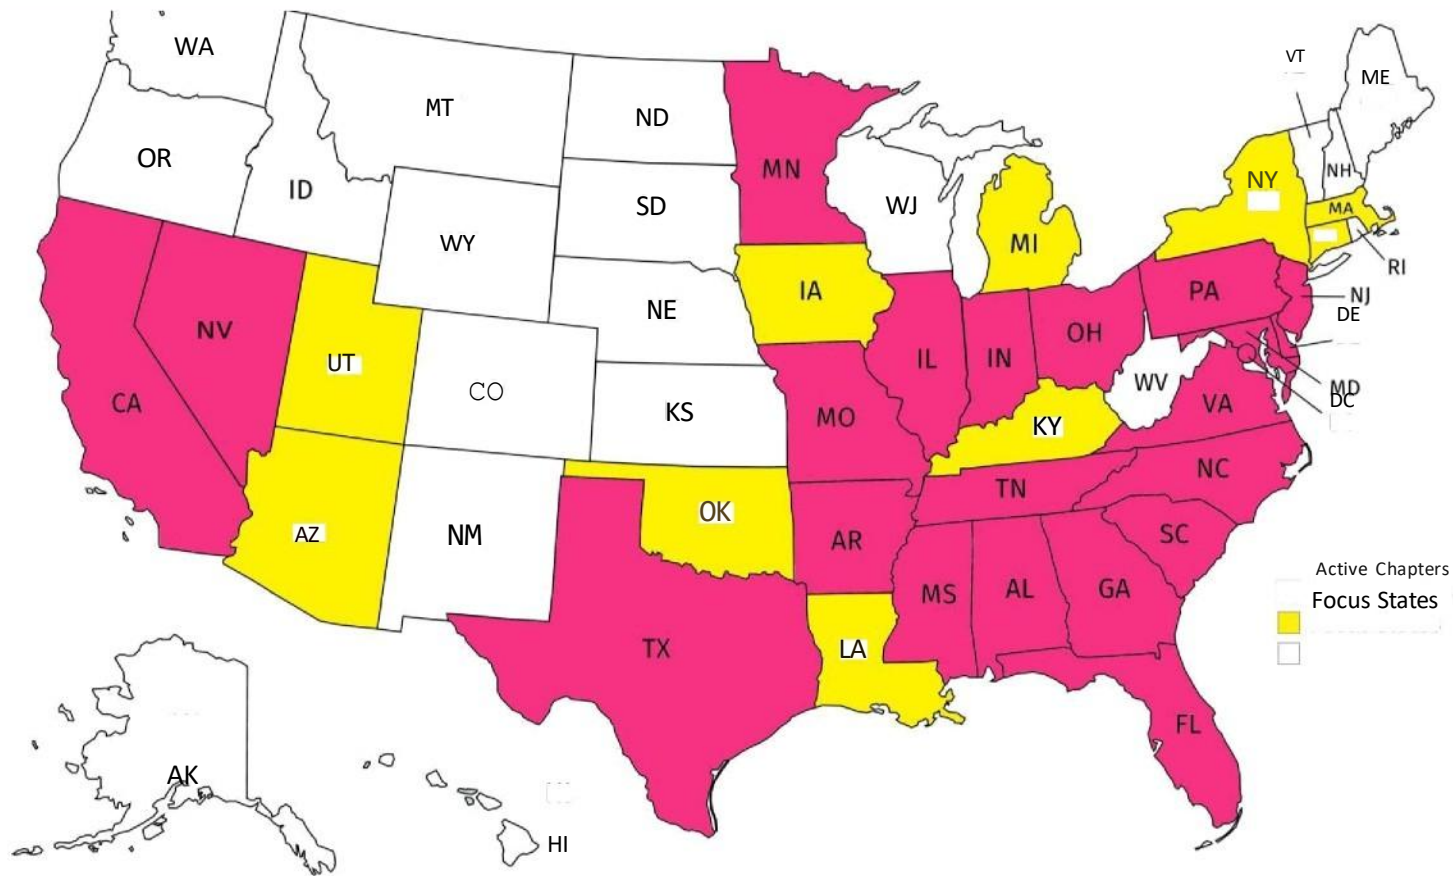 WA
VT
ME
MT
ND
OR
MN
NH
ID
NY
SD
WJ
MA
WY
MI
RI
IA
PA
NJ
NE
DE
NV
OH
UT
IL
IN
CO
WV
MD
CA
KS
VA
DC
MO
KY
NC
TN
OK
AZ
NM
AR
SC
Active Chapters
MS
AL
GA
Focus States
TX
LA
FL
AK
HI